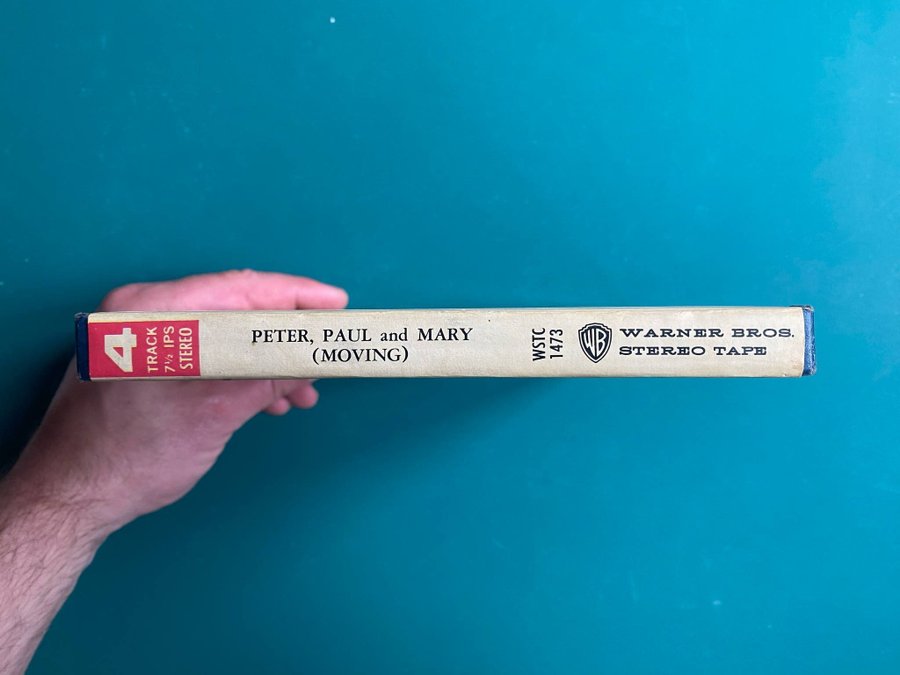 4
TRACK
7½ IPS
STEREO
PETER, PAUL and MARY
(MOVING)
WSTC
1473
WB
WARNER BROS.
STEREO TAPE